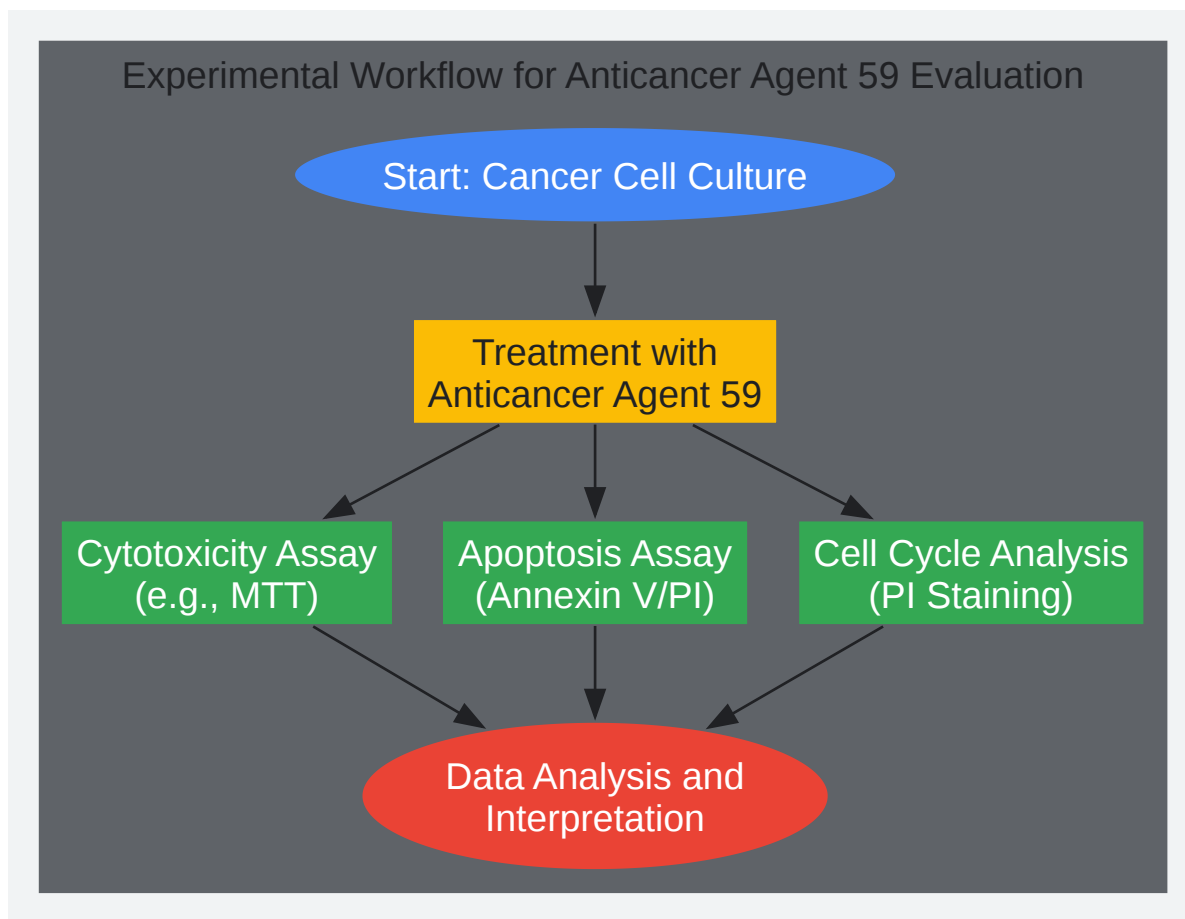 Experimental Workflow for Anticancer Agent 59 Evaluation
Start: Cancer Cell Culture
Treatment with
Anticancer Agent 59
Cytotoxicity Assay
(e.g., MTT)
Apoptosis Assay
(Annexin V/PI)
Cell Cycle Analysis
(PI Staining)
Data Analysis and
Interpretation